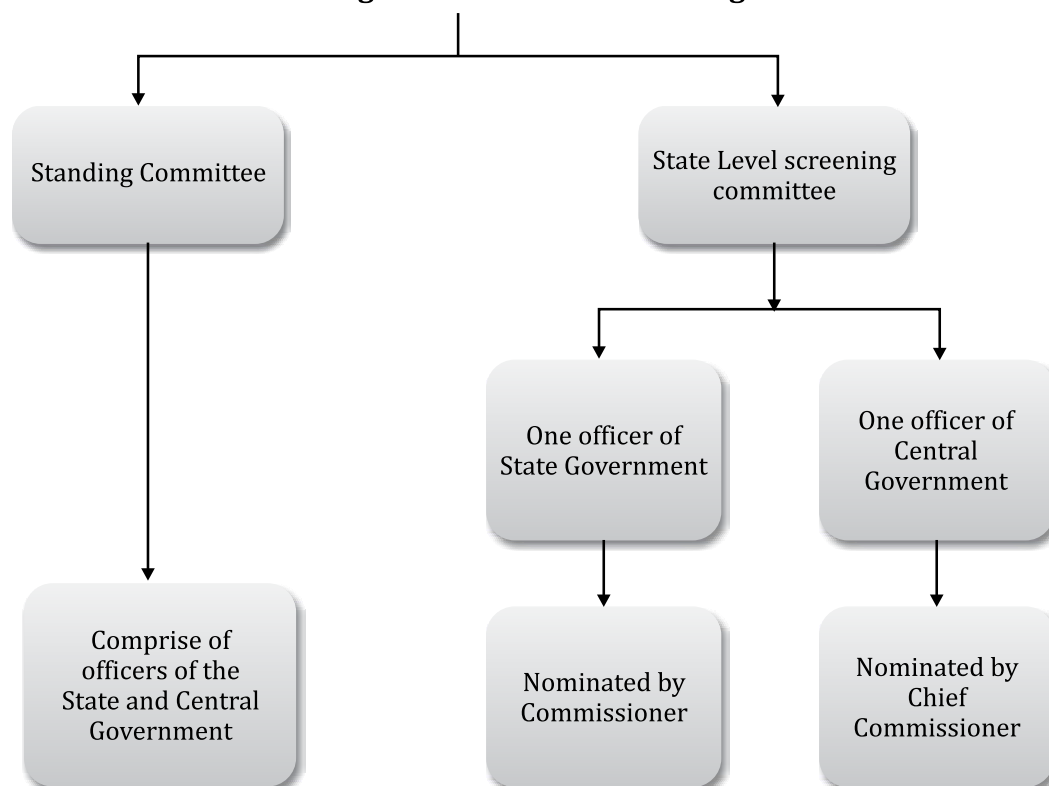 Standing Committee
State Level screening
committee
One officer of
State Government
One officer of
Central
Government
Comprise of
officers of the
State and Central
Government
Nominated by
Commissioner
Nominated by
Chief
Commissioner